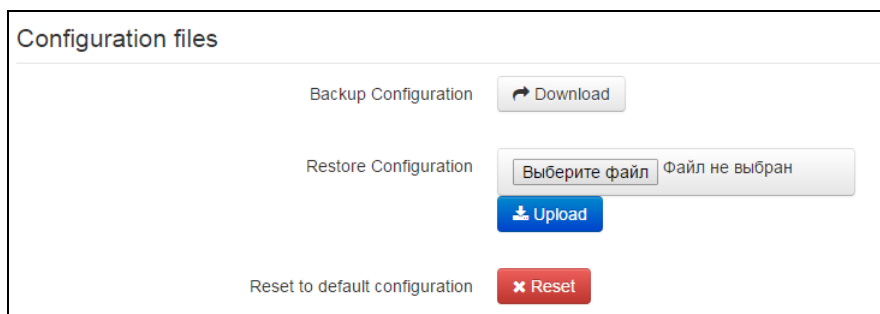 Configuration files
Backup Configuration Download
Restore Configuration Выберите файл Файл не выбран
Upload
Reset to default configuration Reset